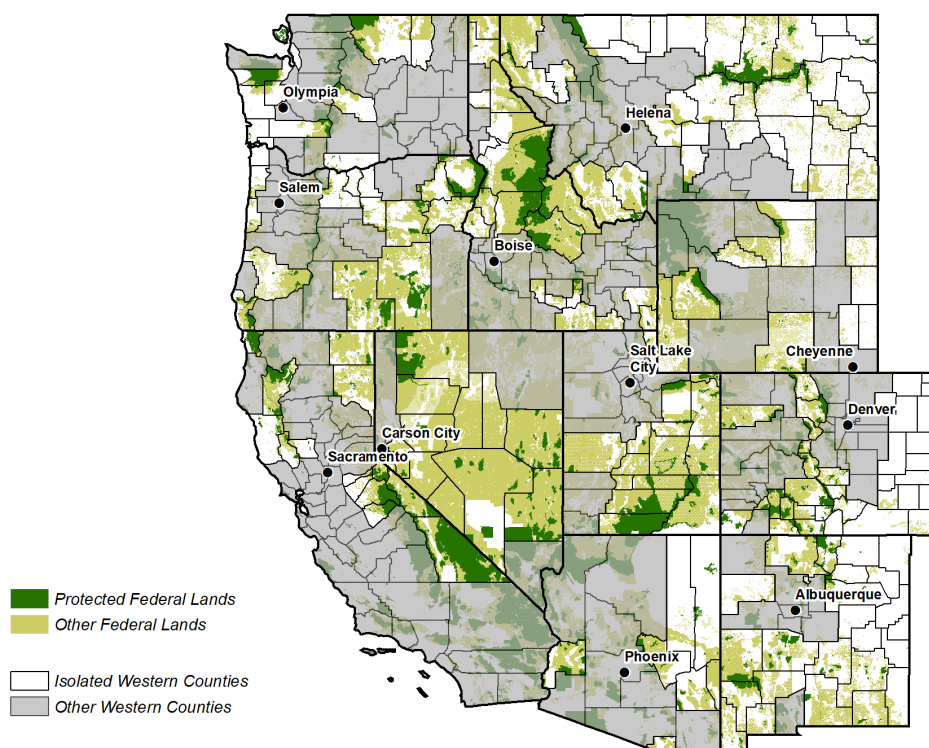 Olympia
Helena
Salem
Boise
Salt Lake
City
Cheyenne
Denver
Carson City
Sacramento
Albuquerque
Phoenix
Protected Federal Lands
Other Federal Lands
Isolated Western Counties
Other Western Counties